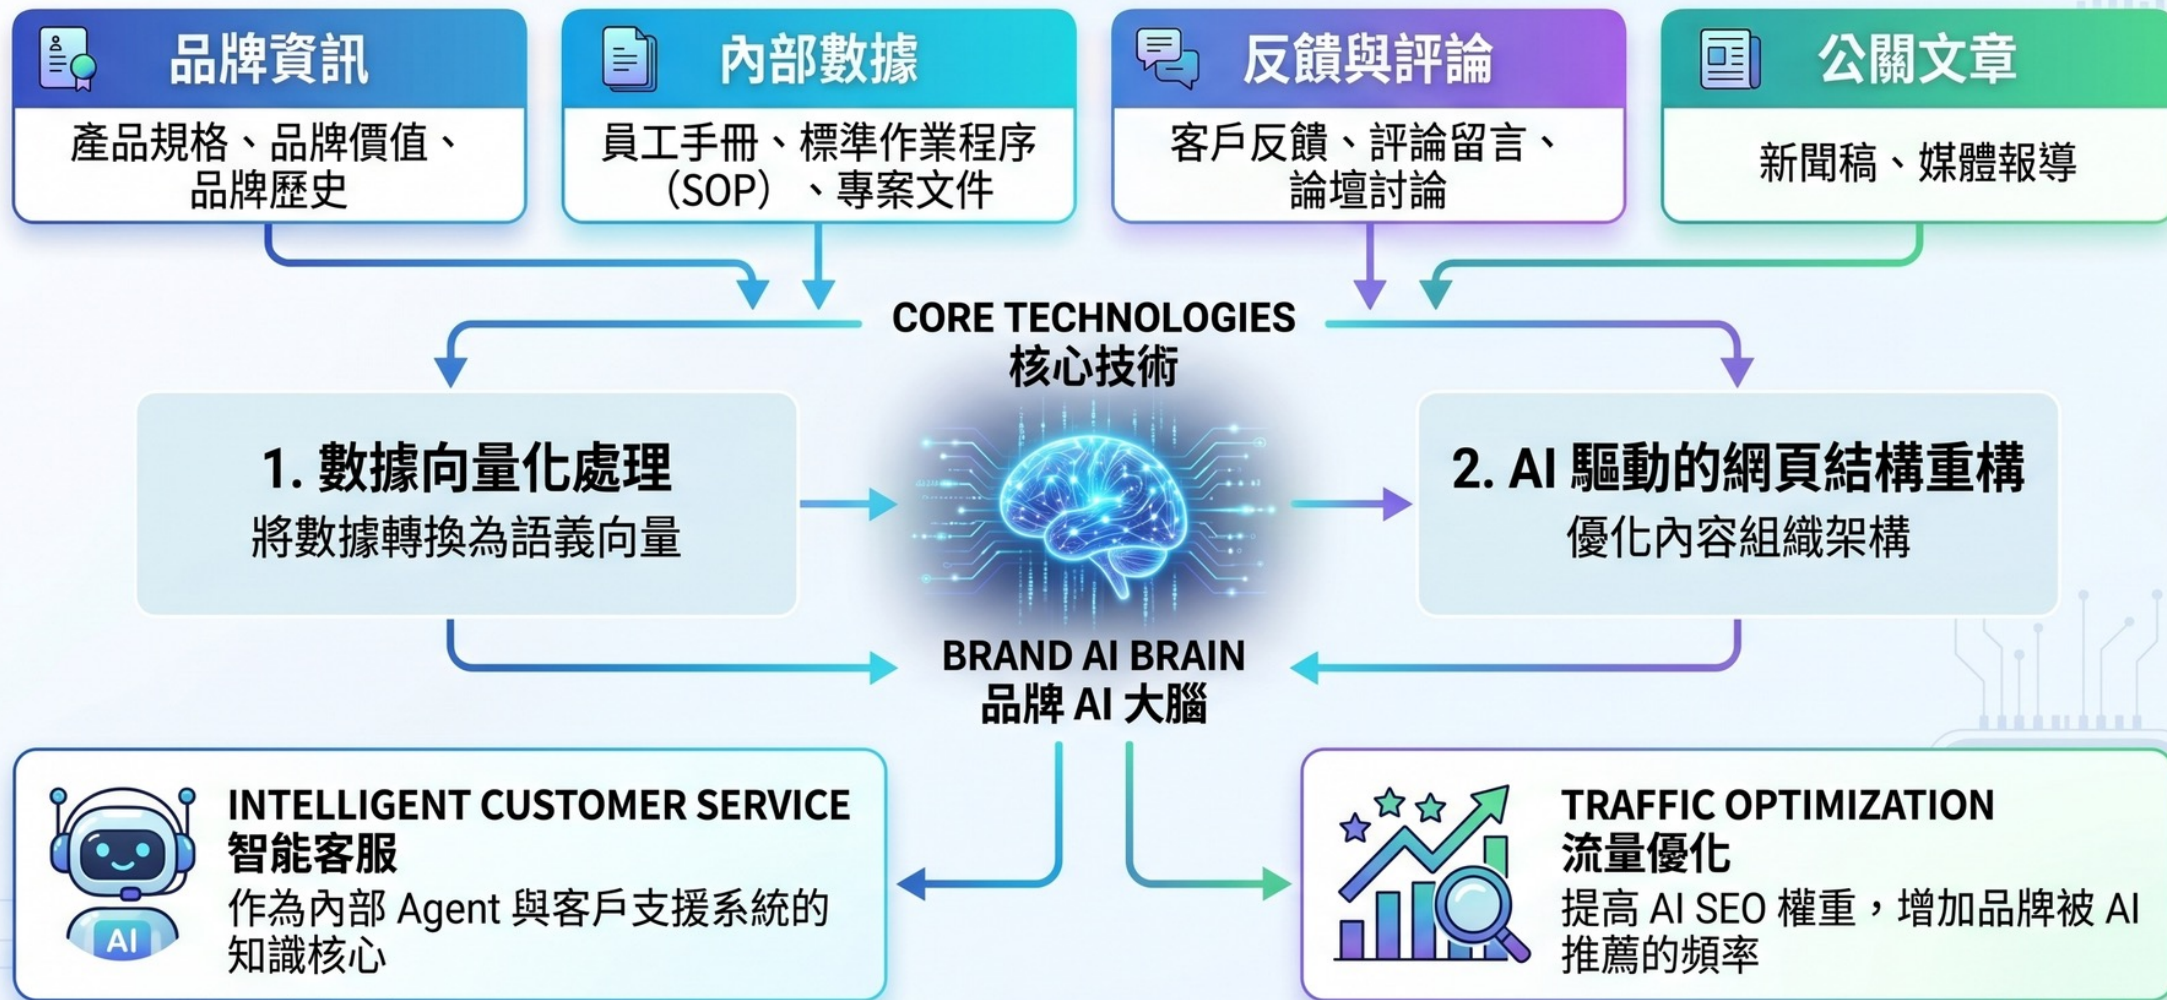 品牌資訊
產品規格、品牌價值、
品牌歷史
內部數據
員工手冊、標準作業程序
（SOP）、專案文件
反饋與評論
客戶反饋、評論留言、
論壇討論
公關文章
新聞稿、媒體報導
CORE TECHNOLOGIES
核心技術
1. 數據向量化處理
將數據轉換為語義向量
2. AI 驅動的網頁結構重構
優化內容組織架構
BRAND AI BRAIN
品牌 AI 大腦
AI
INTELLIGENT CUSTOMER SERVICE
智能客服
作為內部 Agent 與客戶支援系統的
知識核心
TRAFFIC OPTIMIZATION
流量優化
提高 AI SEO 權重，增加品牌被 AI
推薦的頻率